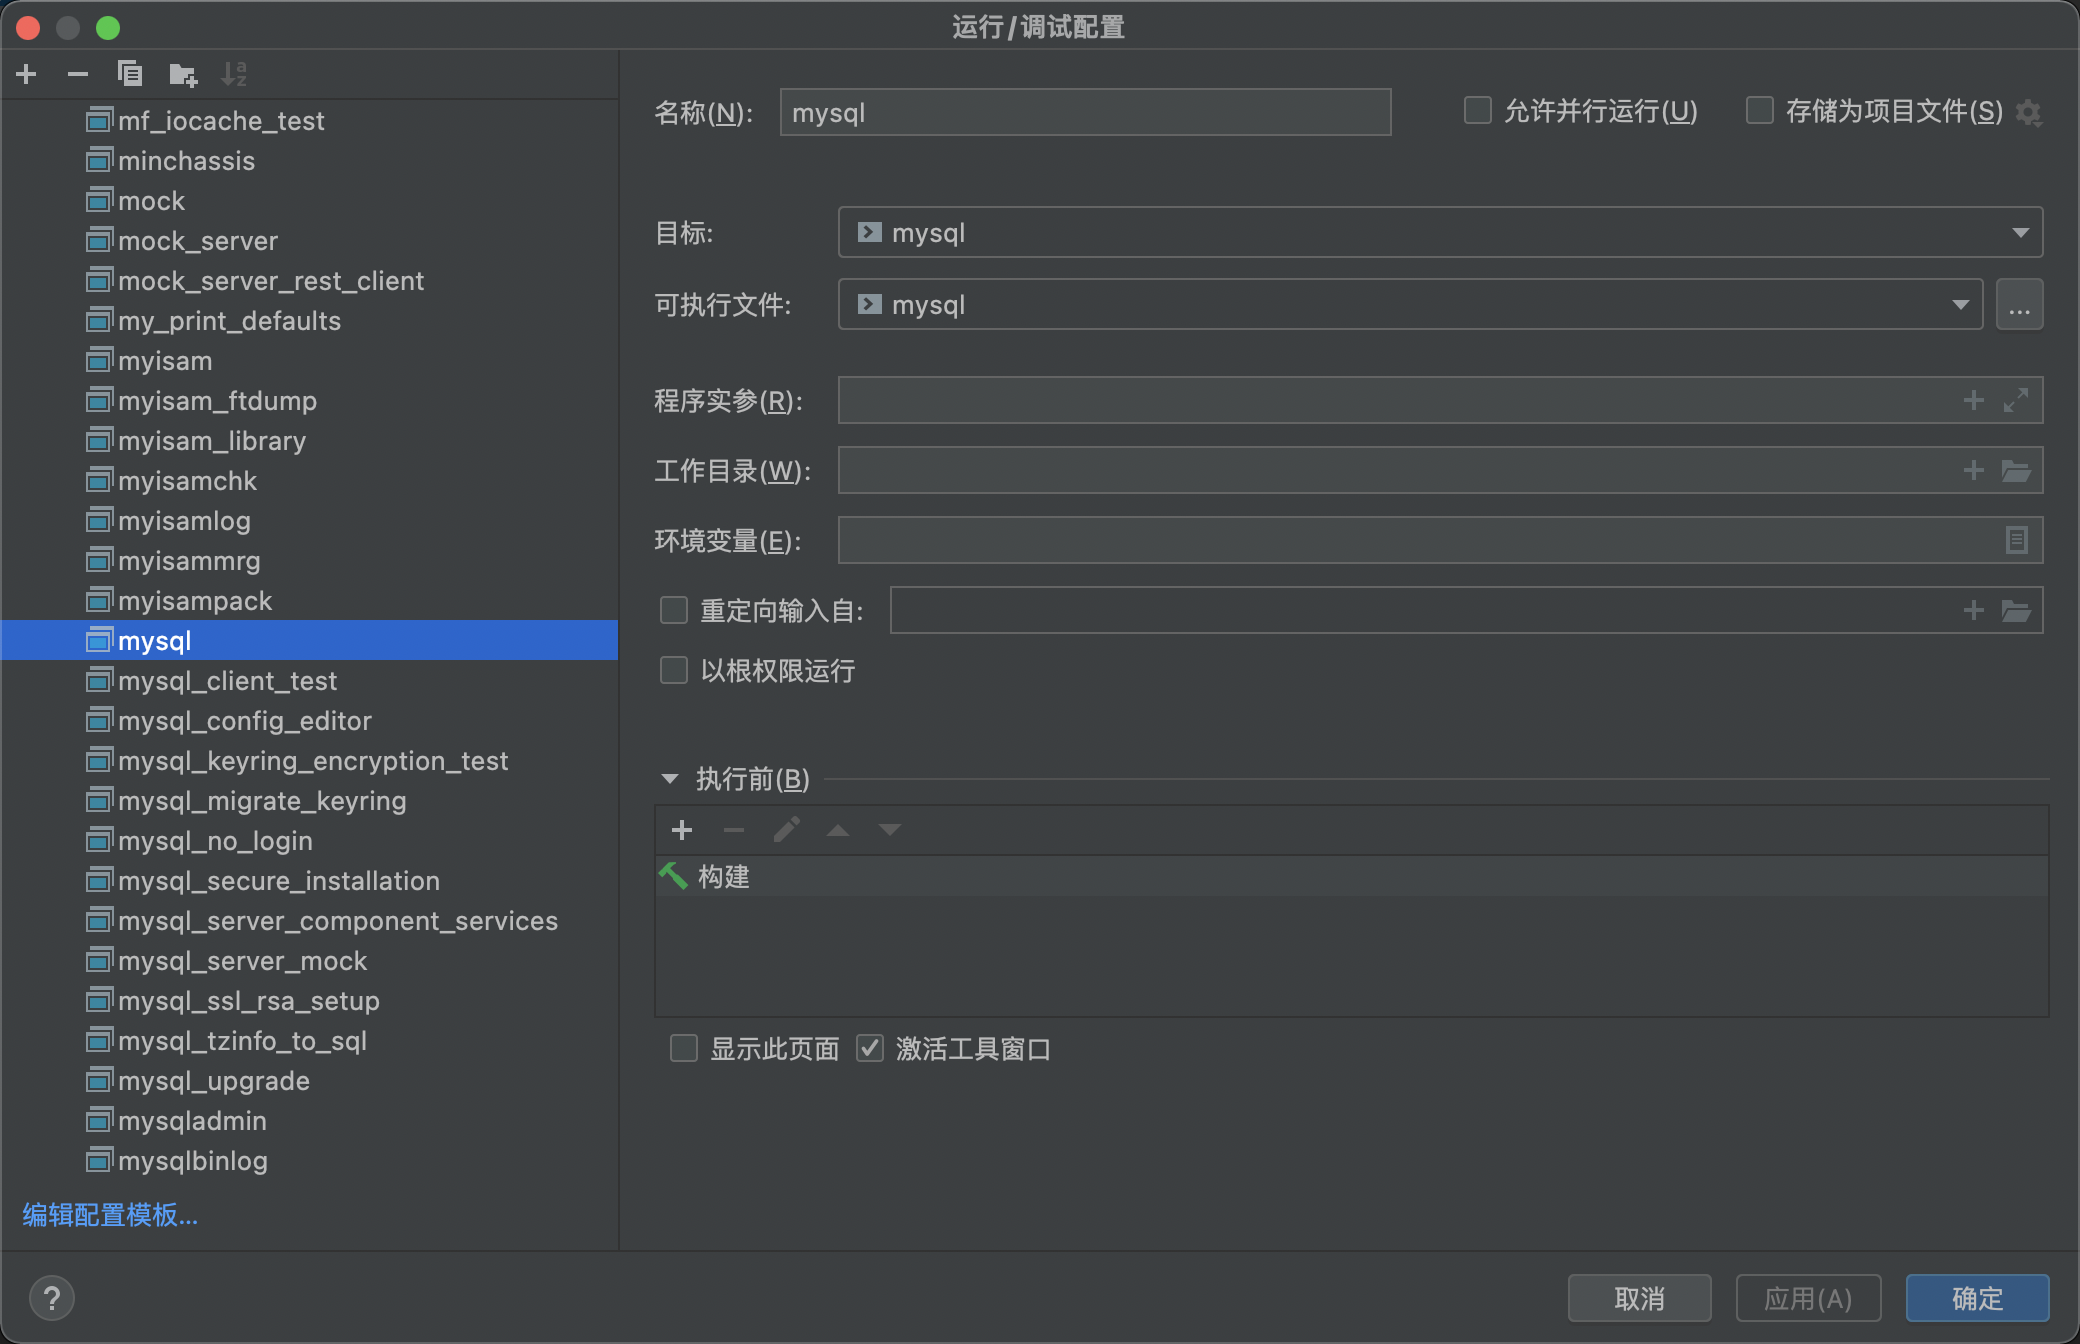 运行/调试配置
mf_iocache_test
minchassis
mock
mock_server
mock_server_rest_client
my_print_defaults
myisam
myisam_ftdump
myisam_library
myisamchk
myisamlog
myisammrg
myisampack
mysql
mysql_client_test
mysql_config_editor
mysql_keyring_encryption_test
mysql_migrate_keyring
mysql_no_login
mysql_secure_installation
mysql_server_component_services
mysql_server_mock
mysql_ssl_rsa_setup
mysql_tzinfo_to_sql
mysql_upgrade
mysqladmin
mysqlbinlog
编辑配置模板...
名称(N): mysql 允许并行运行(U) 存储为项目文件(S)
目标: mysql
可执行文件: mysql ...
程序实参(R):
工作目录(W):
环境变量(E):
重定向输入自:
以根权限运行
执行前(B)
构建
显示此页面 激活工具窗口
? 取消 应用(A) 确定